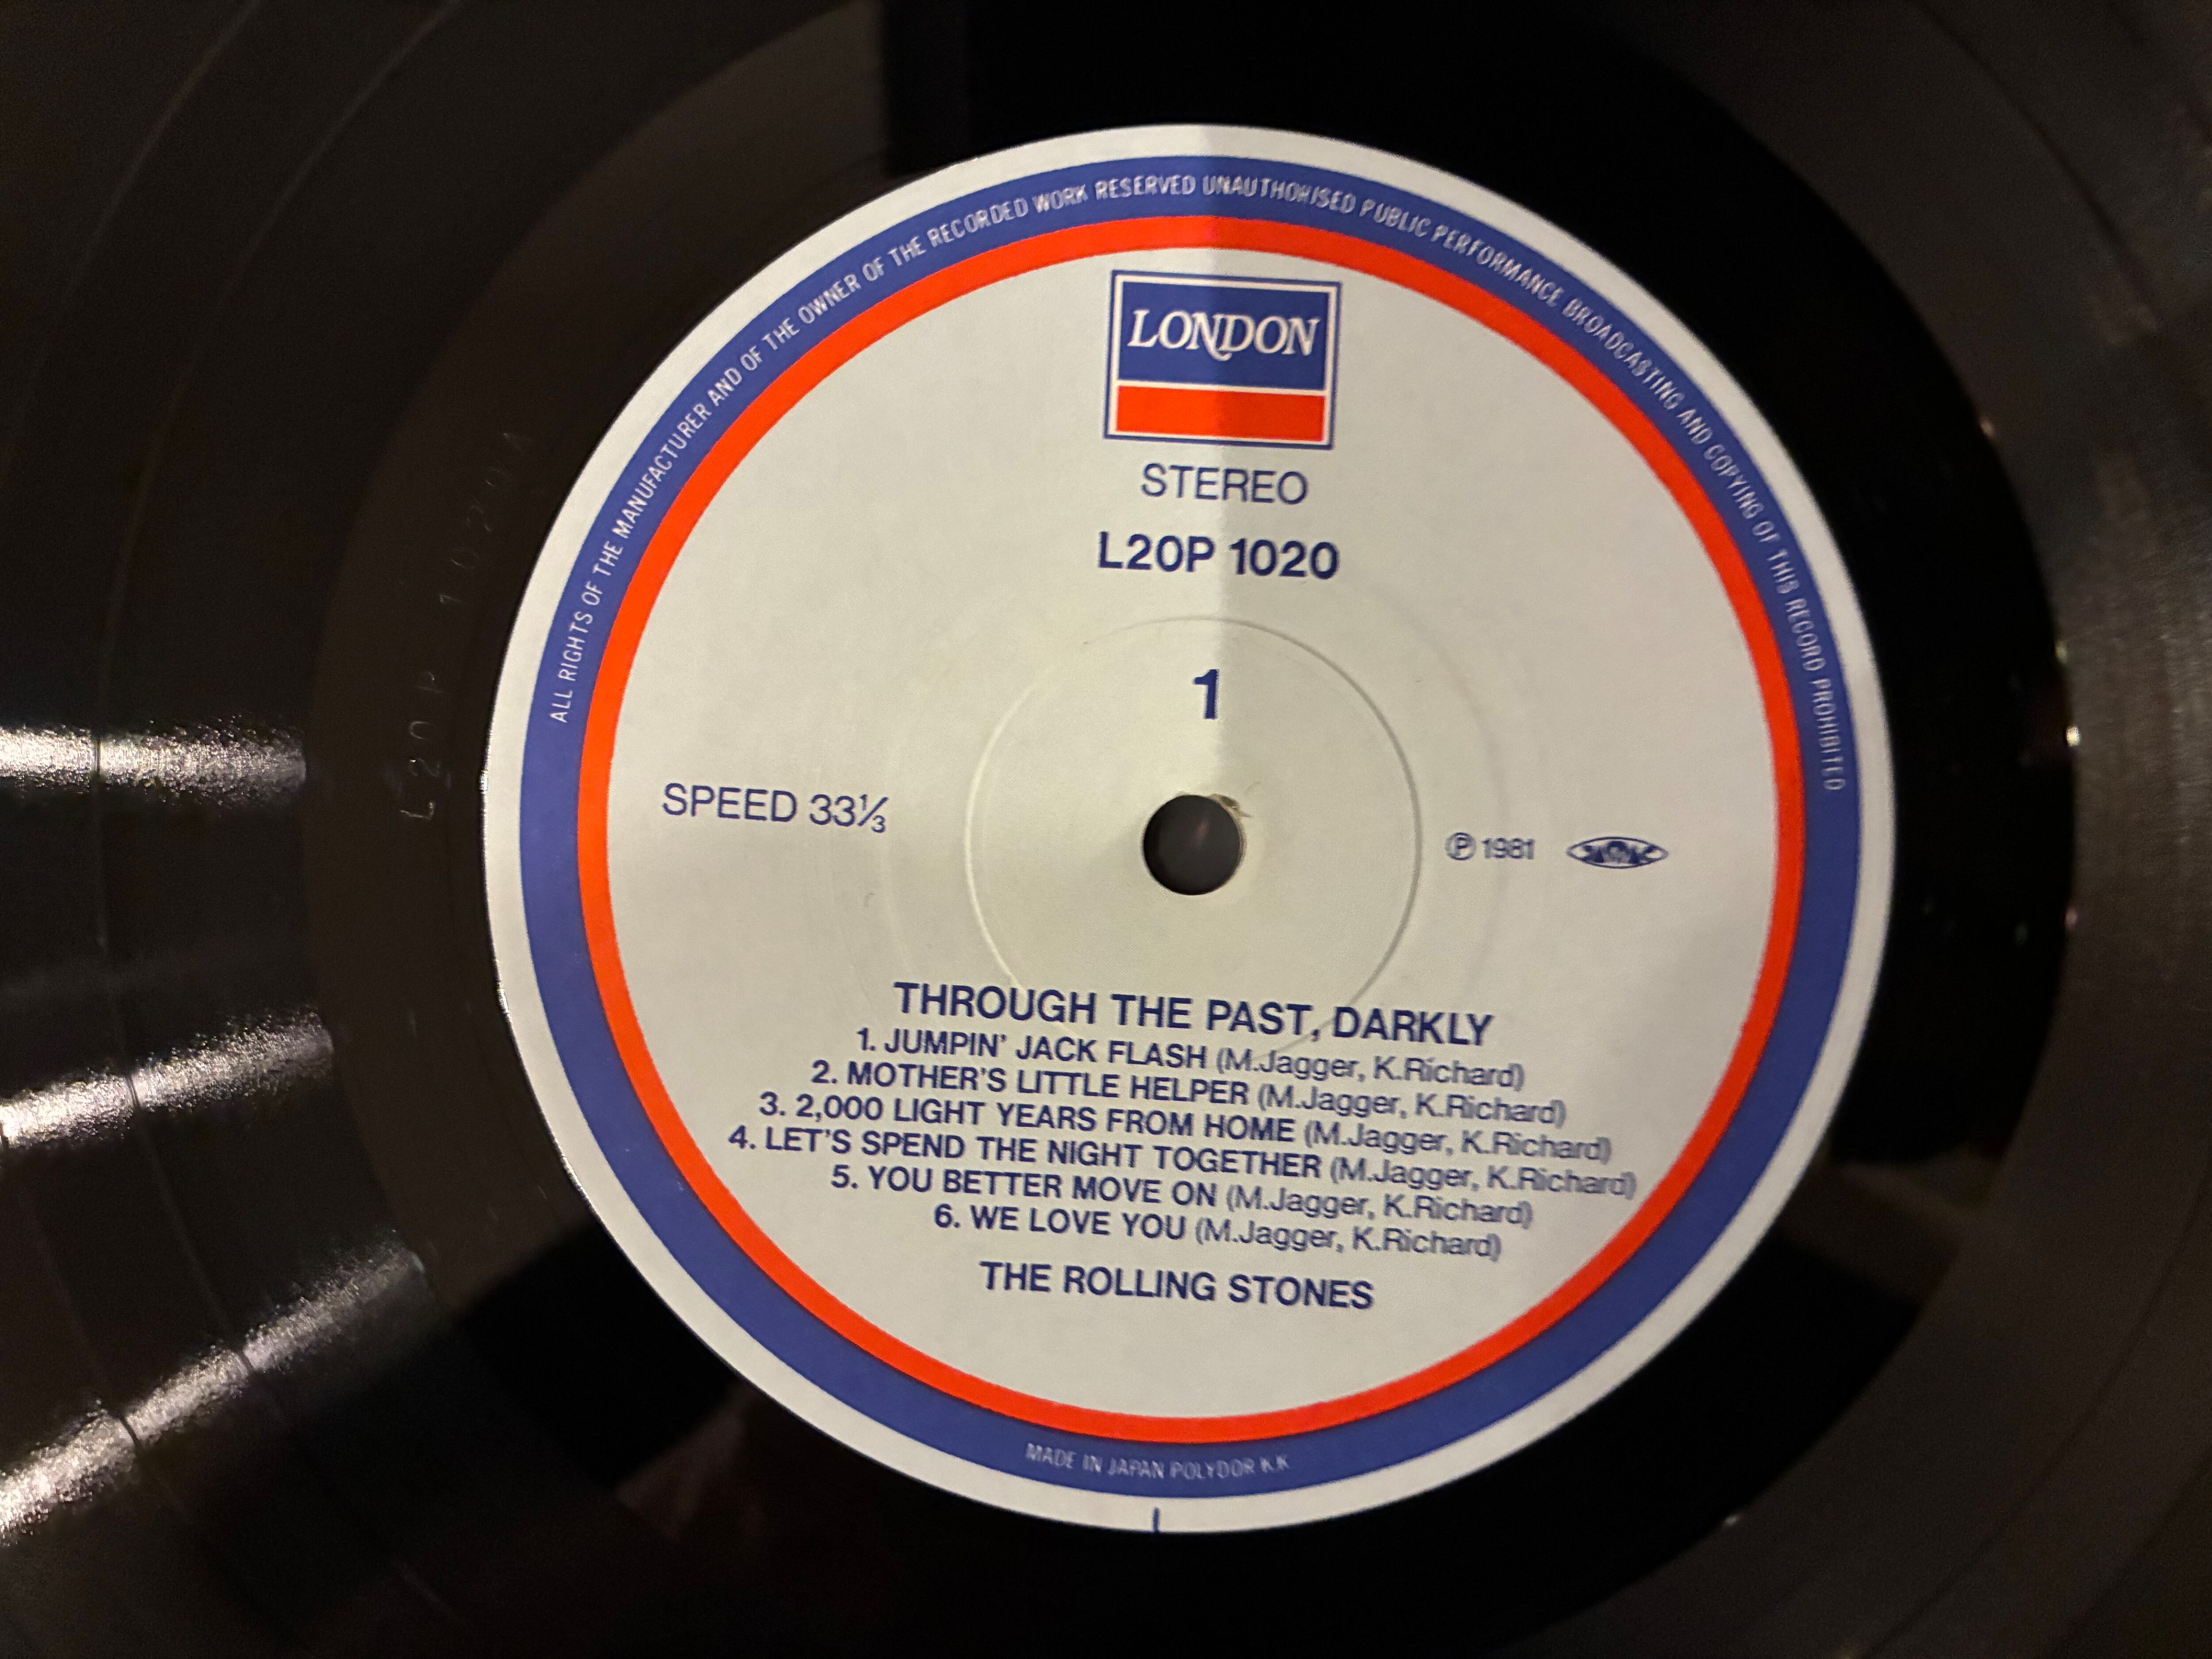 ALL RIGHTS OF THE MANUFACTURER AND OF THE OWNER OF THE RECORDED WORK RESERVED UNAUTHORISED PUBLIC PERFORMANCE BROADCASTING AND COPYING OF THIS RECORD PROHIBITED
LONDON
STEREO
L20P 1020
1
SPEED 33⅓
℗ 1981
THROUGH THE PAST, DARKLY
1. JUMPIN' JACK FLASH (M.Jagger, K.Richard)
2. MOTHER'S LITTLE HELPER (M.Jagger, K.Richard)
3. 2,000 LIGHT YEARS FROM HOME (M.Jagger, K.Richard)
4. LET'S SPEND THE NIGHT TOGETHER (M.Jagger, K.Richard)
5. YOU BETTER MOVE ON (M.Jagger, K.Richard)
6. WE LOVE YOU (M.Jagger, K.Richard)
THE ROLLING STONES
MADE IN JAPAN POLYDOR K.K